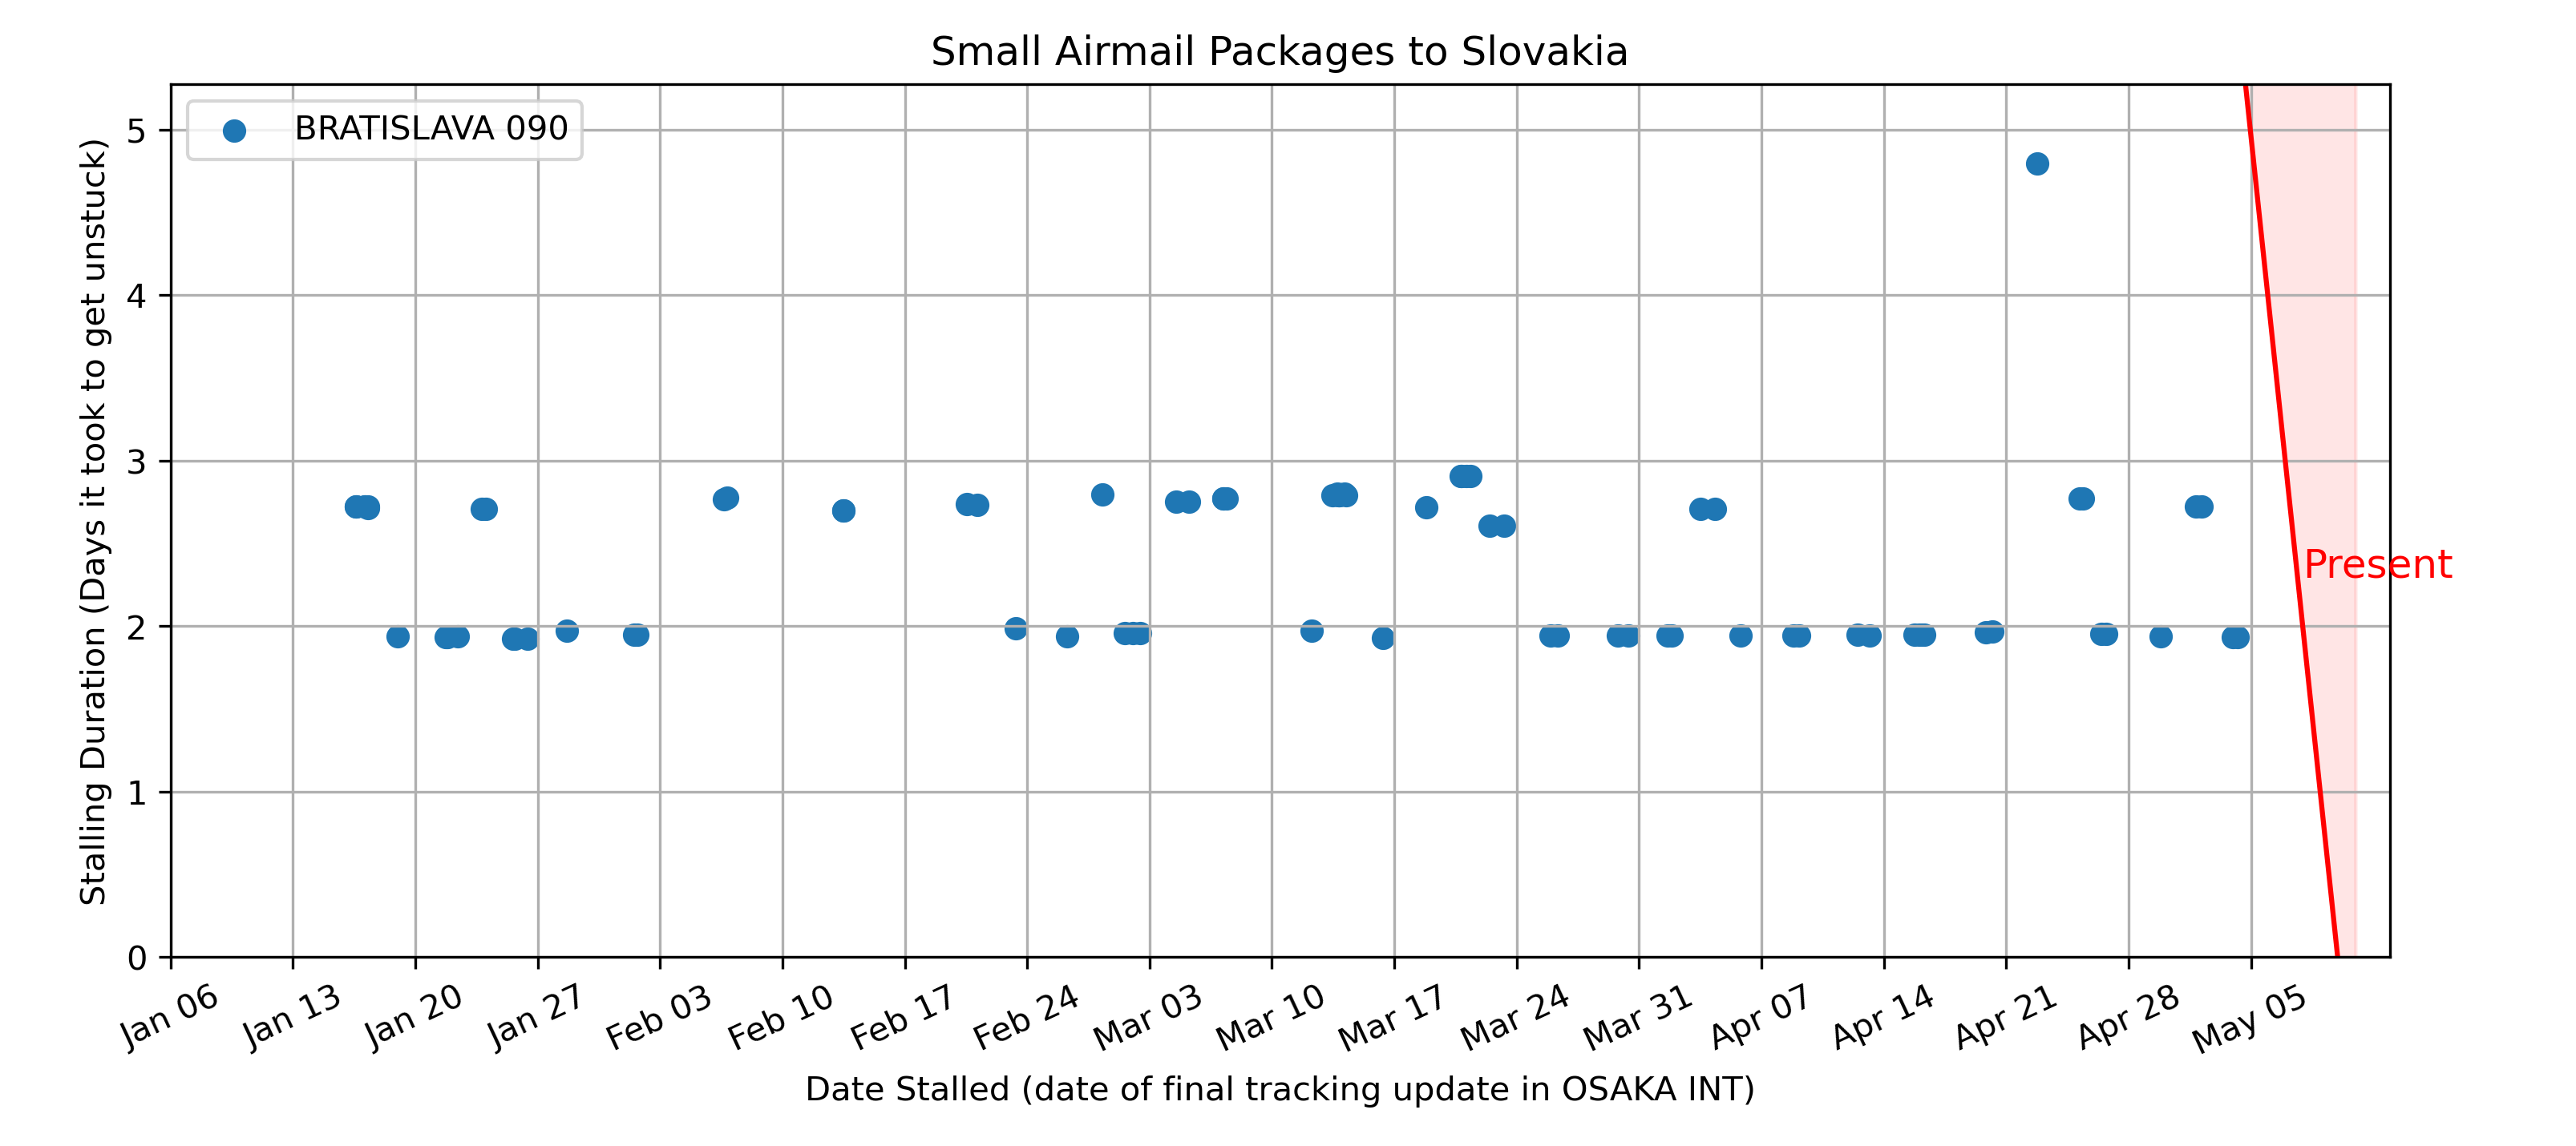 Small Airmail Packages to Slovakia
BRATISLAVA 090
Stalling Duration (Days it took to get unstuck)
5
4
3
2
1
0
Present
Jan 06
Jan 13
Jan 20
Jan 27
Feb 03
Feb 10
Feb 17
Feb 24
Mar 03
Mar 10
Mar 17
Mar 24
Mar 31
Apr 07
Apr 14
Apr 21
Apr 28
May 05
Date Stalled (date of final tracking update in OSAKA INT)